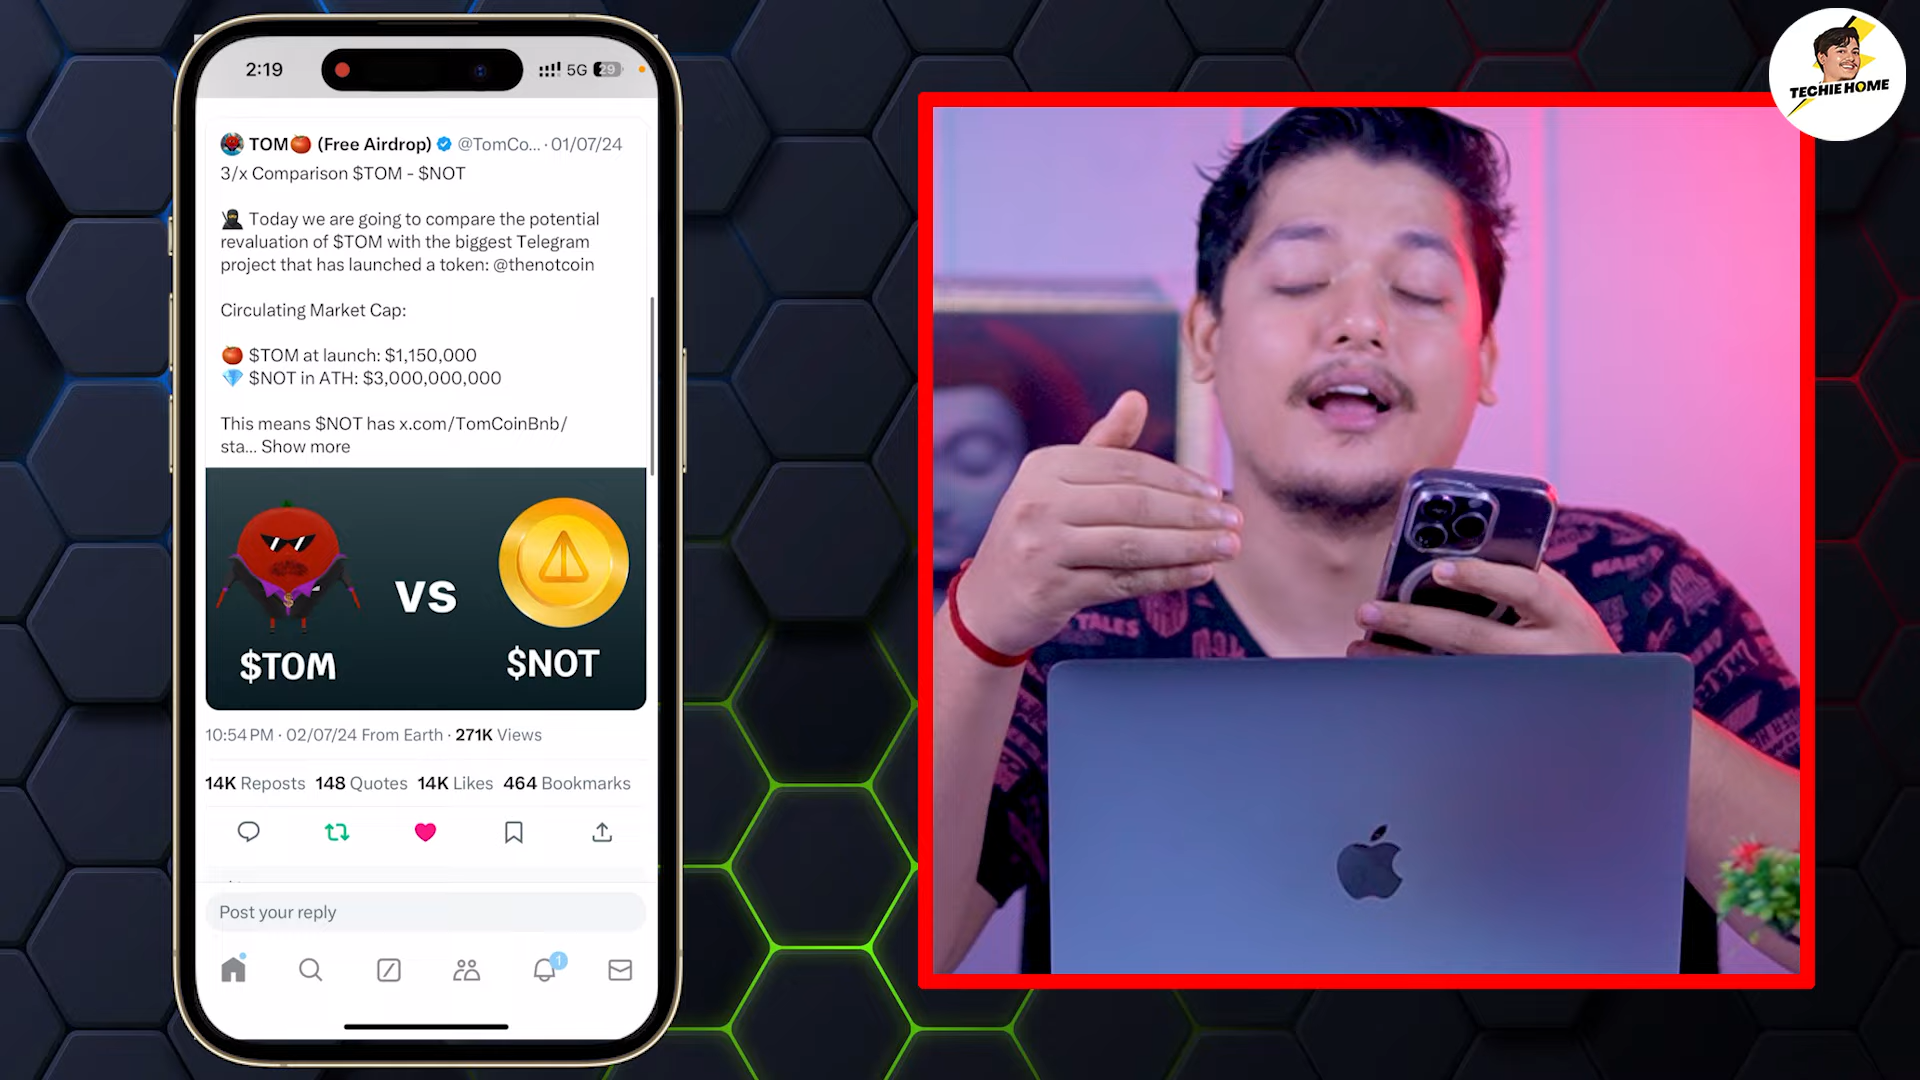 2:19
5G 29
TOM🍅 (Free Airdrop) @TomCo... · 01/07/24
3/x Comparison $TOM - $NOT
🥷 Today we are going to compare the potential
revaluation of $TOM with the biggest Telegram
project that has launched a token: @thenotcoin
Circulating Market Cap:
🍅 $TOM at launch: $1,150,000
💎 $NOT in ATH: $3,000,000,000
This means $NOT has x.com/TomCoinBnb/
sta... Show more
VS
$TOM
$NOT
10:54 PM · 02/07/24 From Earth · 271K Views
14K Reposts 148 Quotes 14K Likes 464 Bookmarks
Post your reply
1
TECHIE HOME
TALES